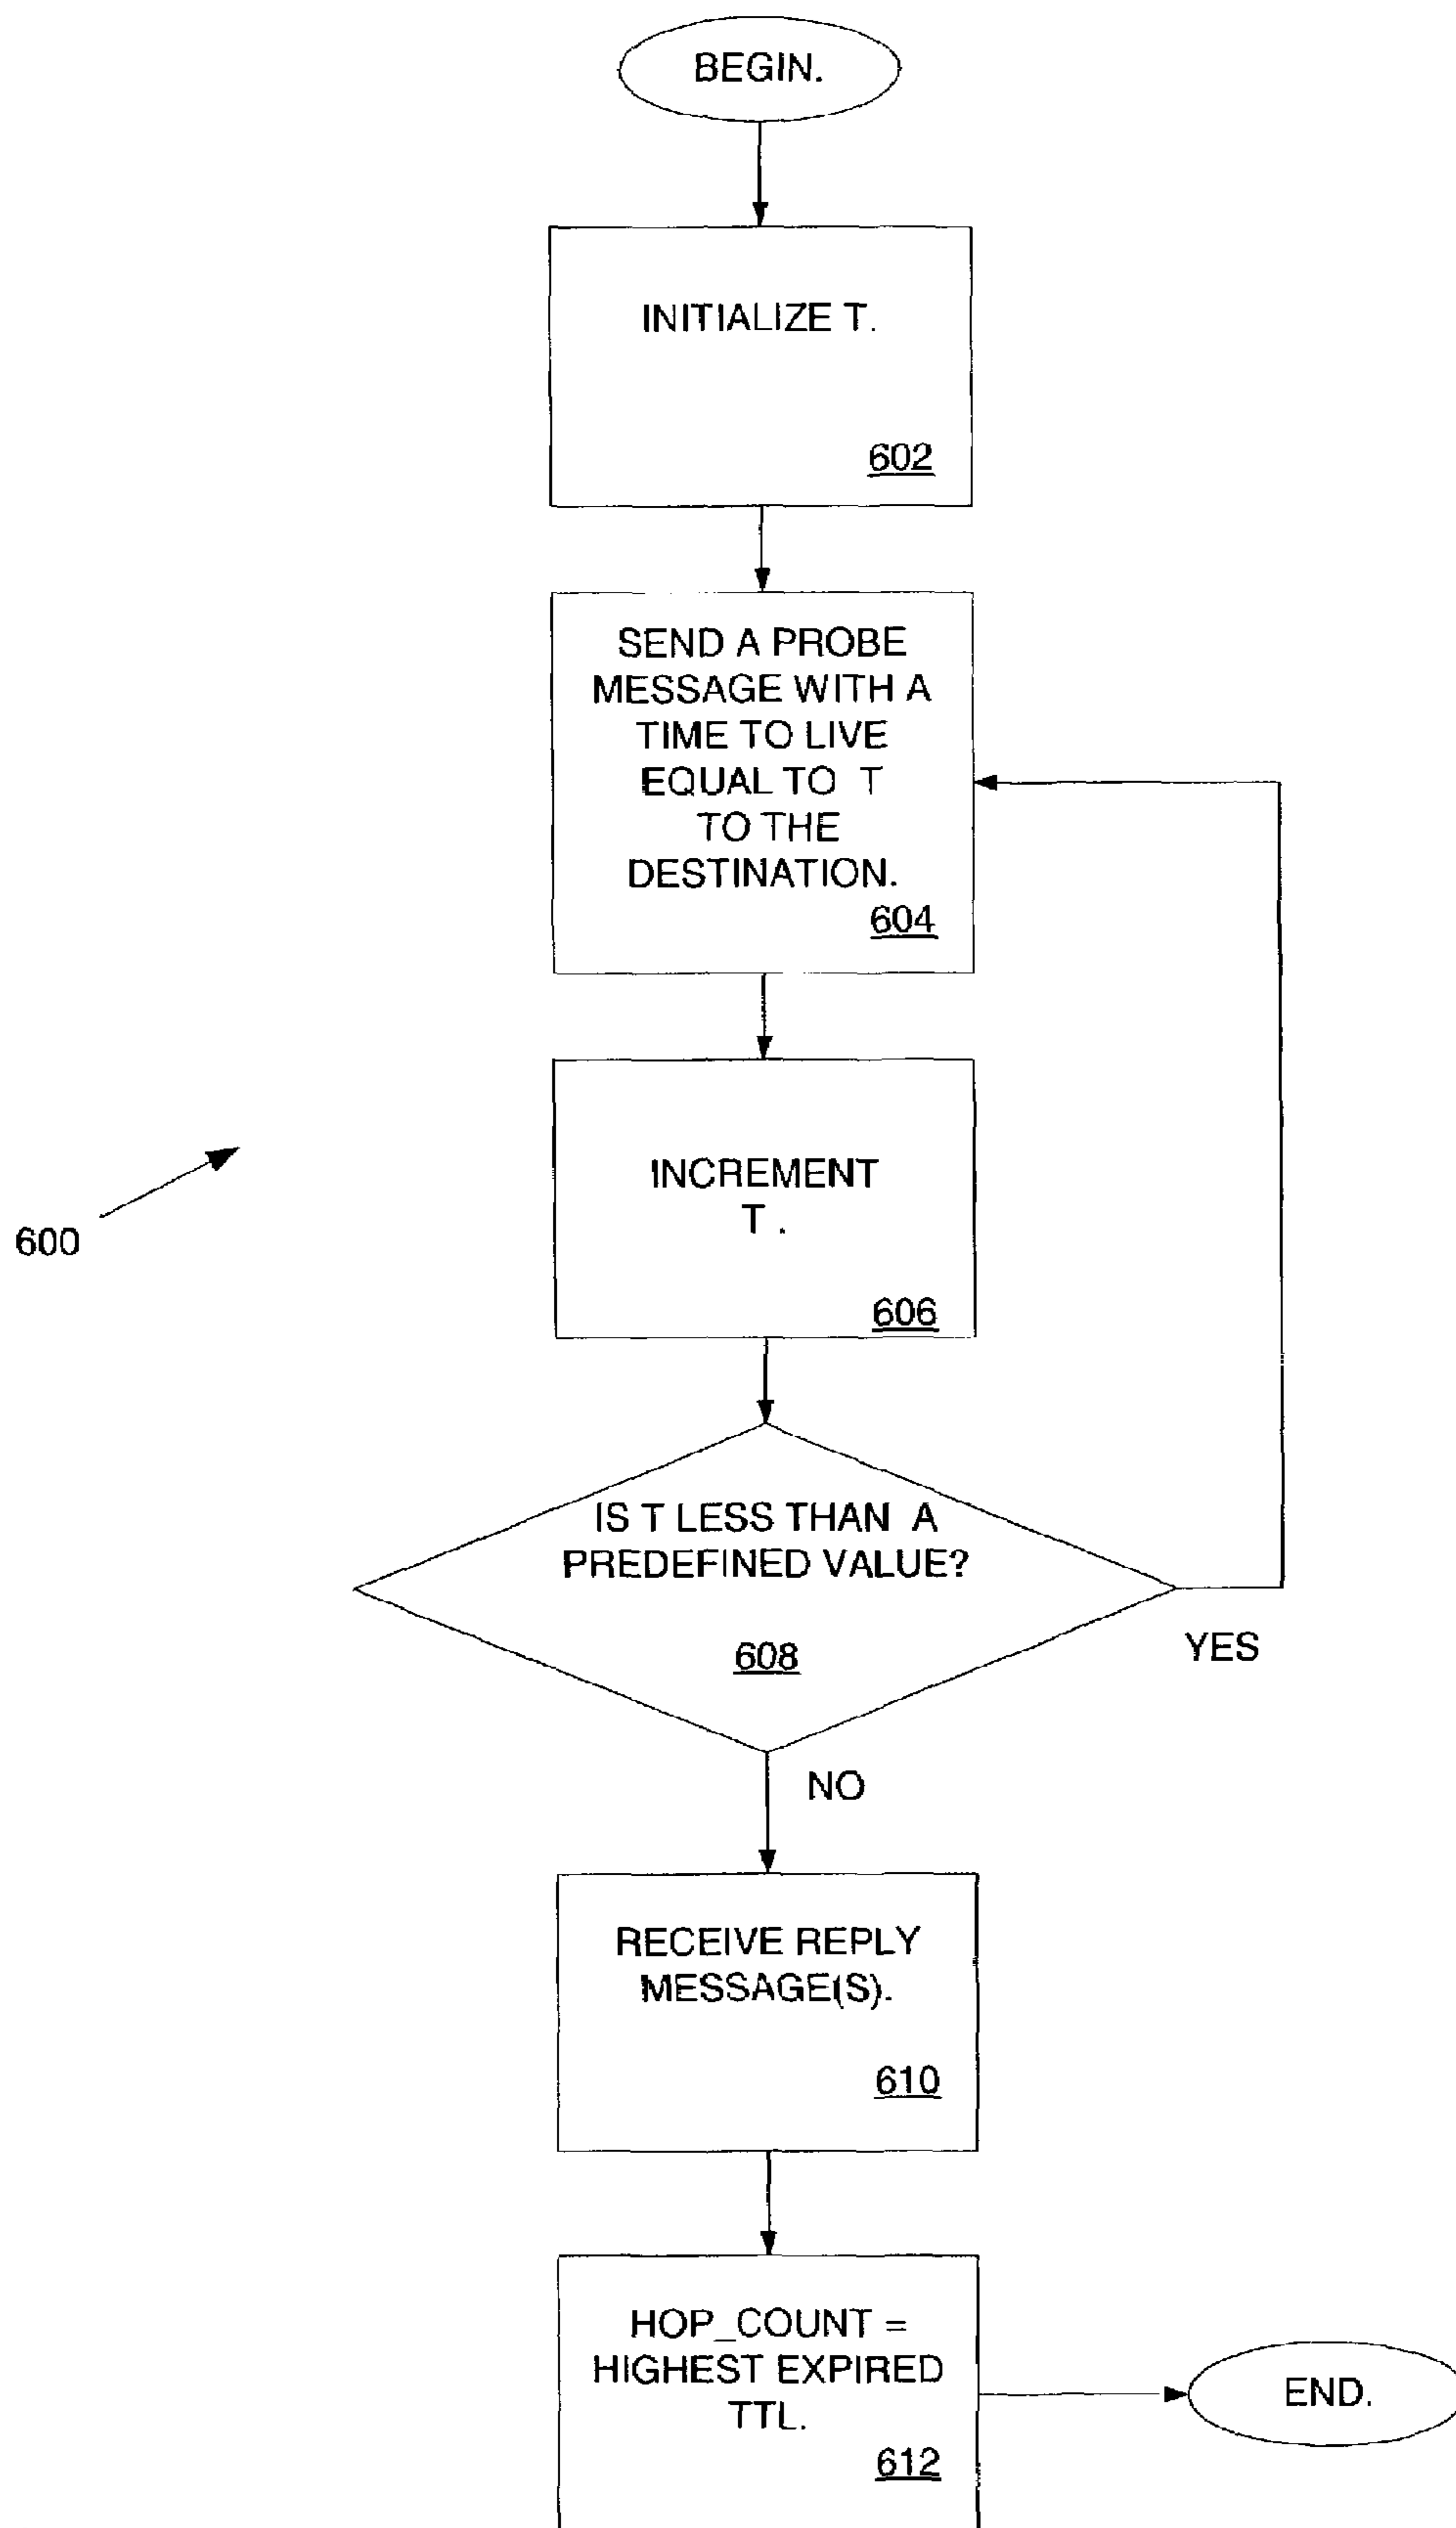 BEGIN.
INITIALIZE T.
602
SEND A PROBE
MESSAGE WITH A
TIME TO LIVE
EQUAL TO T
TO THE
DESTINATION.
604
INCREMENT
T .
606
600
IS T LESS THAN A
PREDEFINED VALUE?
608
YES
NO
RECEIVE REPLY
MESSAGE(S).
610
HOP_COUNT =
HIGHEST EXPIRED
TTL.
612
END.